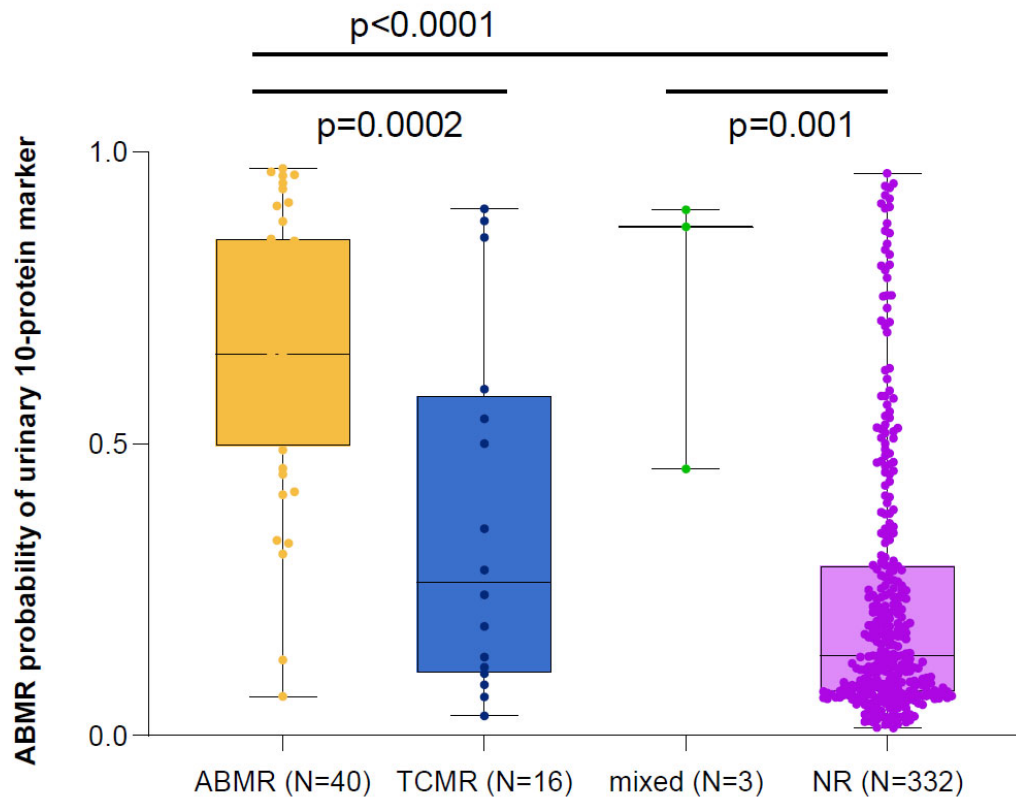 p<0.0001
p=0.0002
p=0.001
ABMR probability of urinary 10-protein marker
1.0
0.5
0.0
ABMR (N=40)
TCMR (N=16)
mixed (N=3)
NR (N=332)